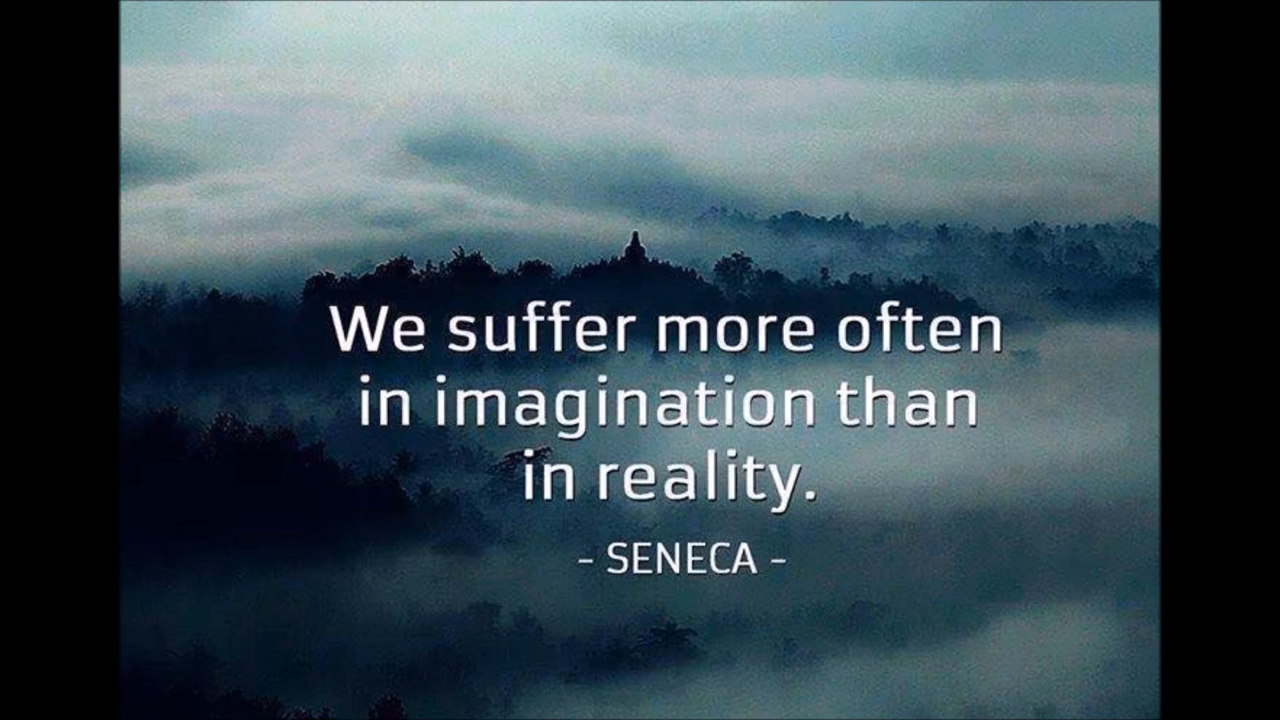 We suffer more often
in imagination than
in reality.
- SENECA -